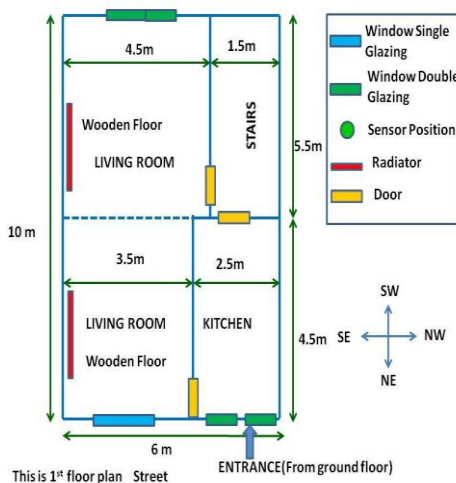 4.5m
1.5m
Wooden Floor
LIVING ROOM
STAIRS
5.5m
10 m
3.5m
2.5m
LIVING ROOM
KITCHEN
Wooden Floor
4.5m
6 m
This is 1st floor plan
Street
ENTRANCE(From ground floor)
Window Single
Glazing
Window Double
Glazing
Sensor Position
Radiator
Door
SW
SE
NW
NE